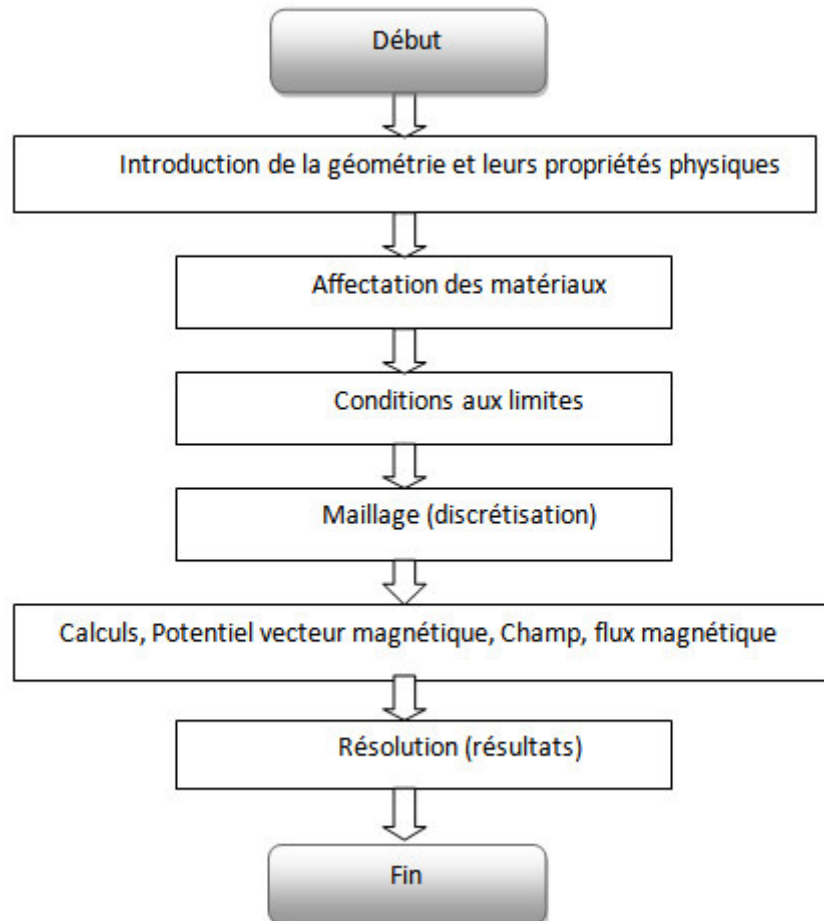 Début
Introduction de la géométrie et leurs propriétés physiques
Affectation des matériaux
Conditions aux limites
Maillage (discrétisation)
Calculs, Potentiel vecteur magnétique, Champ, flux magnétique
Résolution (résultats)
Fin